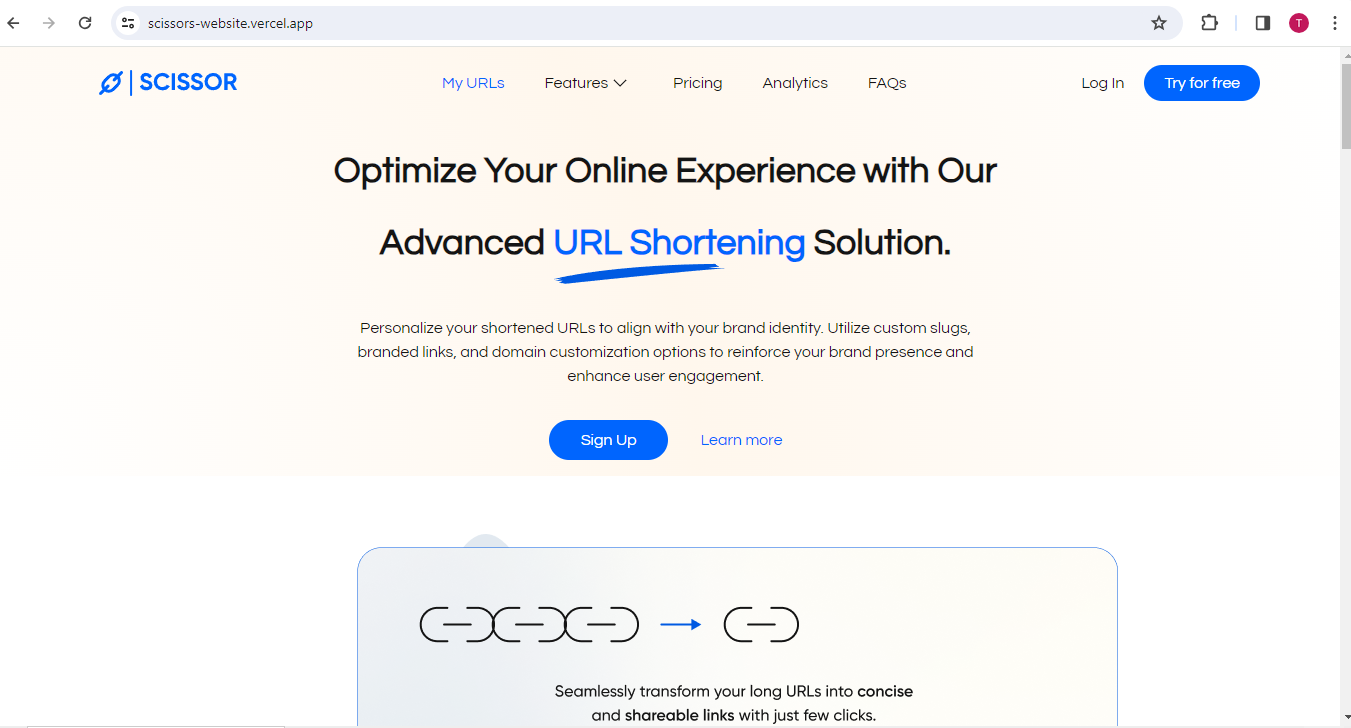 scissors-website.vercel.app
T
SCISSOR
My URLs Features Pricing Analytics FAQs
Log In Try for free
Optimize Your Online Experience with Our
Advanced URL Shortening Solution.
Personalize your shortened URLs to align with your brand identity. Utilize custom slugs,
branded links, and domain customization options to reinforce your brand presence and
enhance user engagement.
Sign Up Learn more
Seamlessly transform your long URLs into concise
and shareable links with just few clicks.